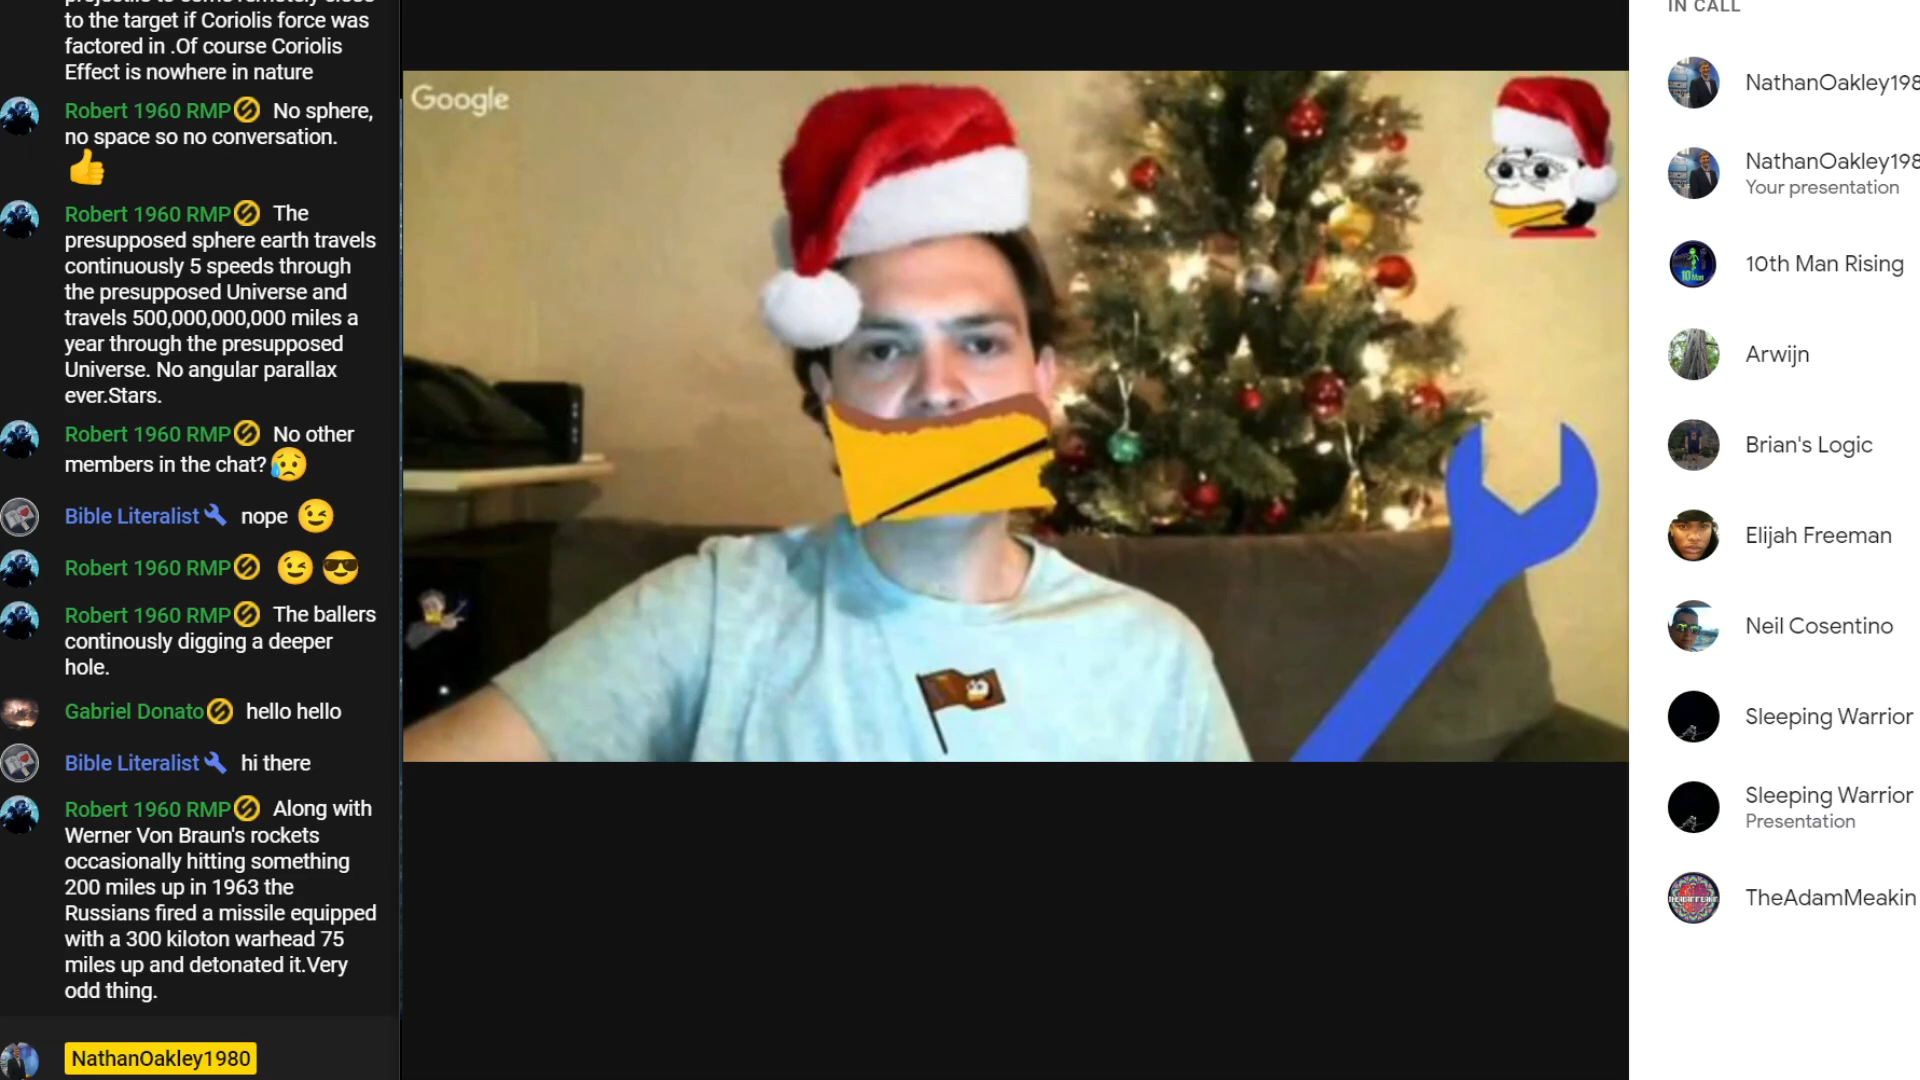 to the target if Coriolis force was
factored in .Of course Coriolis
Effect is nowhere in nature
Robert 1960 RMP No sphere,
no space so no conversation.
Robert 1960 RMP The
presupposed sphere earth travels
continuously 5 speeds through
the presupposed Universe and
travels 500,000,000,000 miles a
year through the presupposed
Universe. No angular parallax
ever.Stars.
Robert 1960 RMP No other
members in the chat?
Bible Literalist nope
Robert 1960 RMP
Robert 1960 RMP The ballers
continously digging a deeper
hole.
Gabriel Donato hello hello
Bible Literalist hi there
Robert 1960 RMP Along with
Werner Von Braun's rockets
occasionally hitting something
200 miles up in 1963 the
Russians fired a missile equipped
with a 300 kiloton warhead 75
miles up and detonated it.Very
odd thing.
NathanOakley1980
Google
IN CALL
NathanOakley198
NathanOakley198
Your presentation
10th Man Rising
Arwijn
Brian's Logic
Elijah Freeman
Neil Cosentino
Sleeping Warrior
Sleeping Warrior
Presentation
TheAdamMeakin